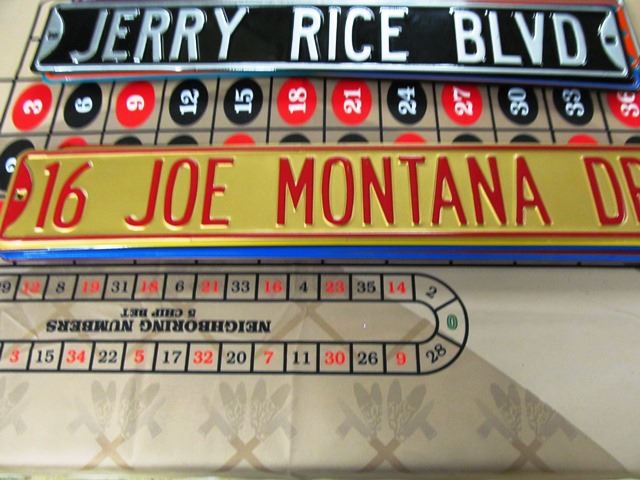 JERRY RICE BLVD
3 6 9 12 15 18 21 24 27 30 33 36
16 JOE MONTANA DR
29 12 8 19 31 18 6 21 33 16 4 23 35 14 2
5 CHIP BET
NEIGHBORING NUMBERS
0
3 15 34 22 5 17 32 20 7 11 30 26 9 28